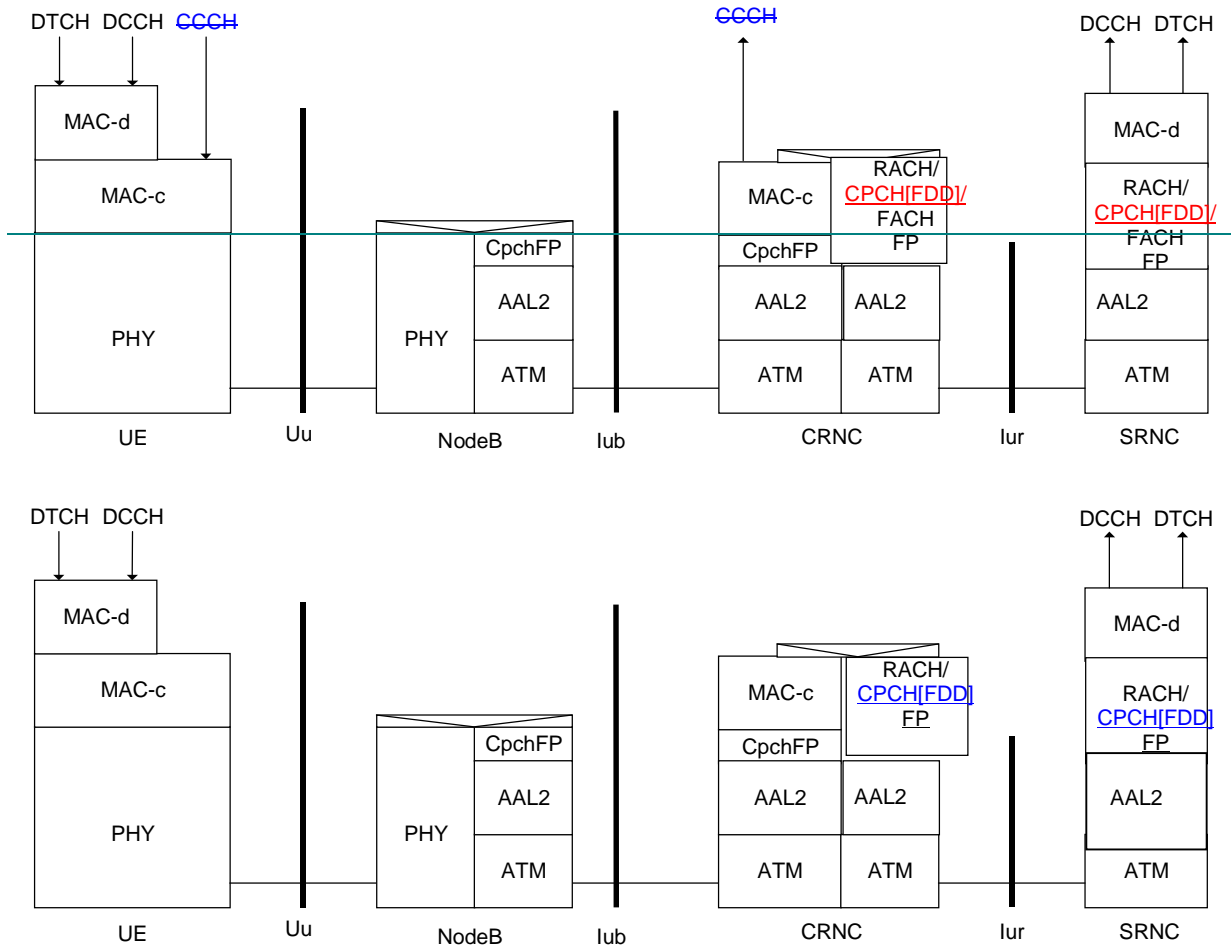 DTCH DCCH CCCH
CCCH
DCCH DTCH
MAC-d
MAC-d
MAC-c
MAC-c
RACH/
CPCH[FDD]/
FACH
FP
RACH/
CPCH[FDD]/
FACH
FP
CpchFP
CpchFP
PHY
PHY
AAL2
AAL2
AAL2
AAL2
ATM
ATM
ATM
ATM
UE
Uu
NodeB
Iub
CRNC
Iur
SRNC
DTCH DCCH
DCCH DTCH
MAC-d
MAC-d
MAC-c
MAC-c
RACH/
CPCH[FDD]
FP
RACH/
CPCH[FDD]
FP
CpchFP
CpchFP
PHY
PHY
AAL2
AAL2
AAL2
AAL2
ATM
ATM
ATM
ATM
UE
Uu
NodeB
Iub
CRNC
Iur
SRNC